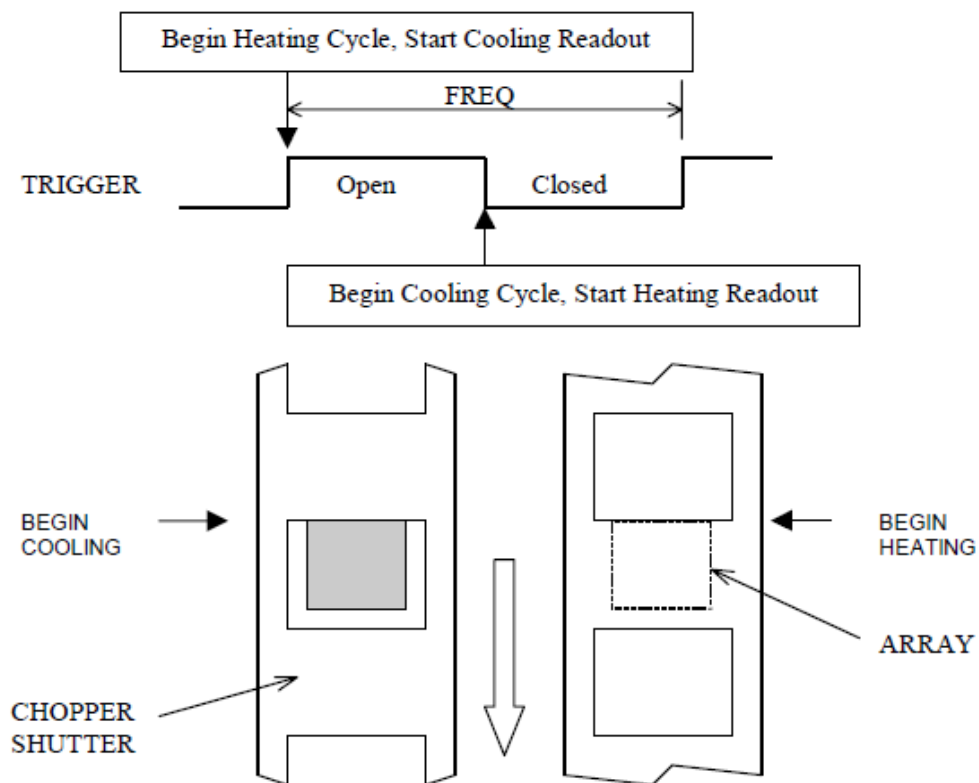 Begin Heating Cycle, Start Cooling Readout
FREQ
TRIGGER
Open
Closed
Begin Cooling Cycle, Start Heating Readout
BEGIN
COOLING
BEGIN
HEATING
ARRAY
CHOPPER
SHUTTER